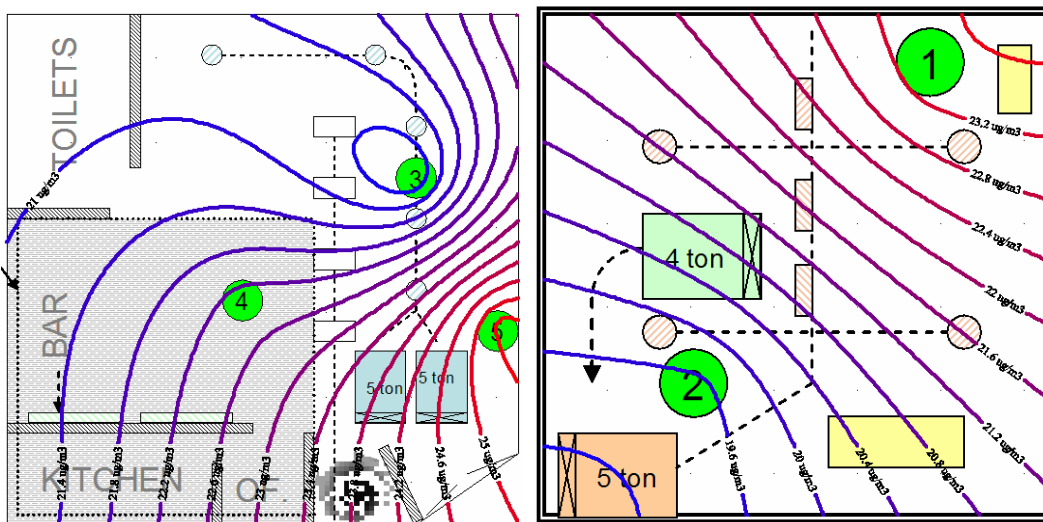 TOILETS
21 ug/m3
3
4
BAR
5
5 ton
5 ton
KITCHEN
OF.
21.4 ug/m3
21.8 ug/m3
22.2 ug/m3
22.6 ug/m3
23 ug/m3
24.2 ug/m3
24.6 ug/m3
25 ug/m3
1
23.2 ug/m3
22.8 ug/m3
22.4 ug/m3
4 ton
22 ug/m3
21.6 ug/m3
2
21.2 ug/m3
20.8 ug/m3
20.4 ug/m3
20 ug/m3
19.6 ug/m3
5 ton